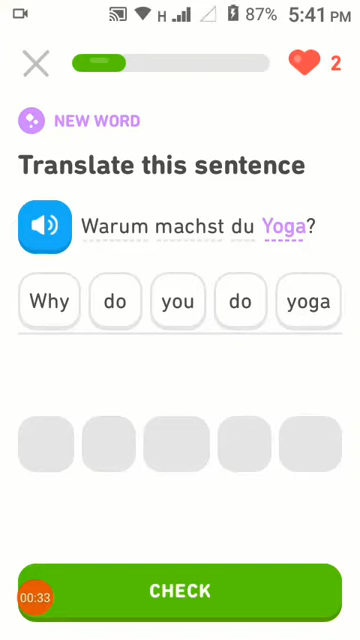 H 87% 5:41 PM
2
NEW WORD
Translate this sentence
Warum machst du Yoga?
Why do you do yoga
00:33
CHECK